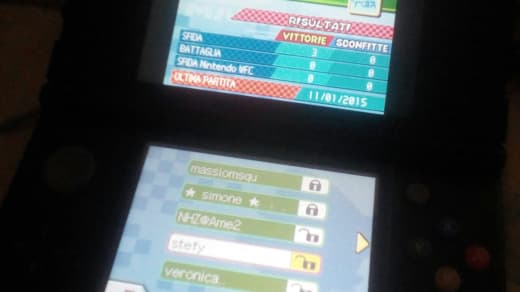 RISULTATI
VITTORIE SCONFITTE
SFIDA 0 0
BATTAGLIA 3 0
SFIDA Nintendo WFC 0 0
ULTIMA PARTITA 11/01/2015
massiomsqu
★ simone ★
NHZ@Ame2
stefy
veronica
X
Y